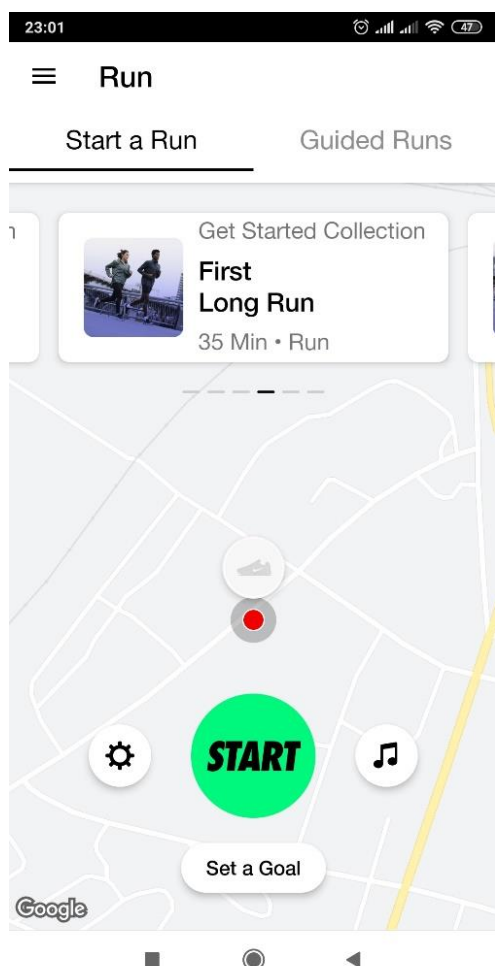 23:01
47
Run
Start a Run
Guided Runs
Get Started Collection
First
Long Run
35 Min • Run
START
Set a Goal
Google